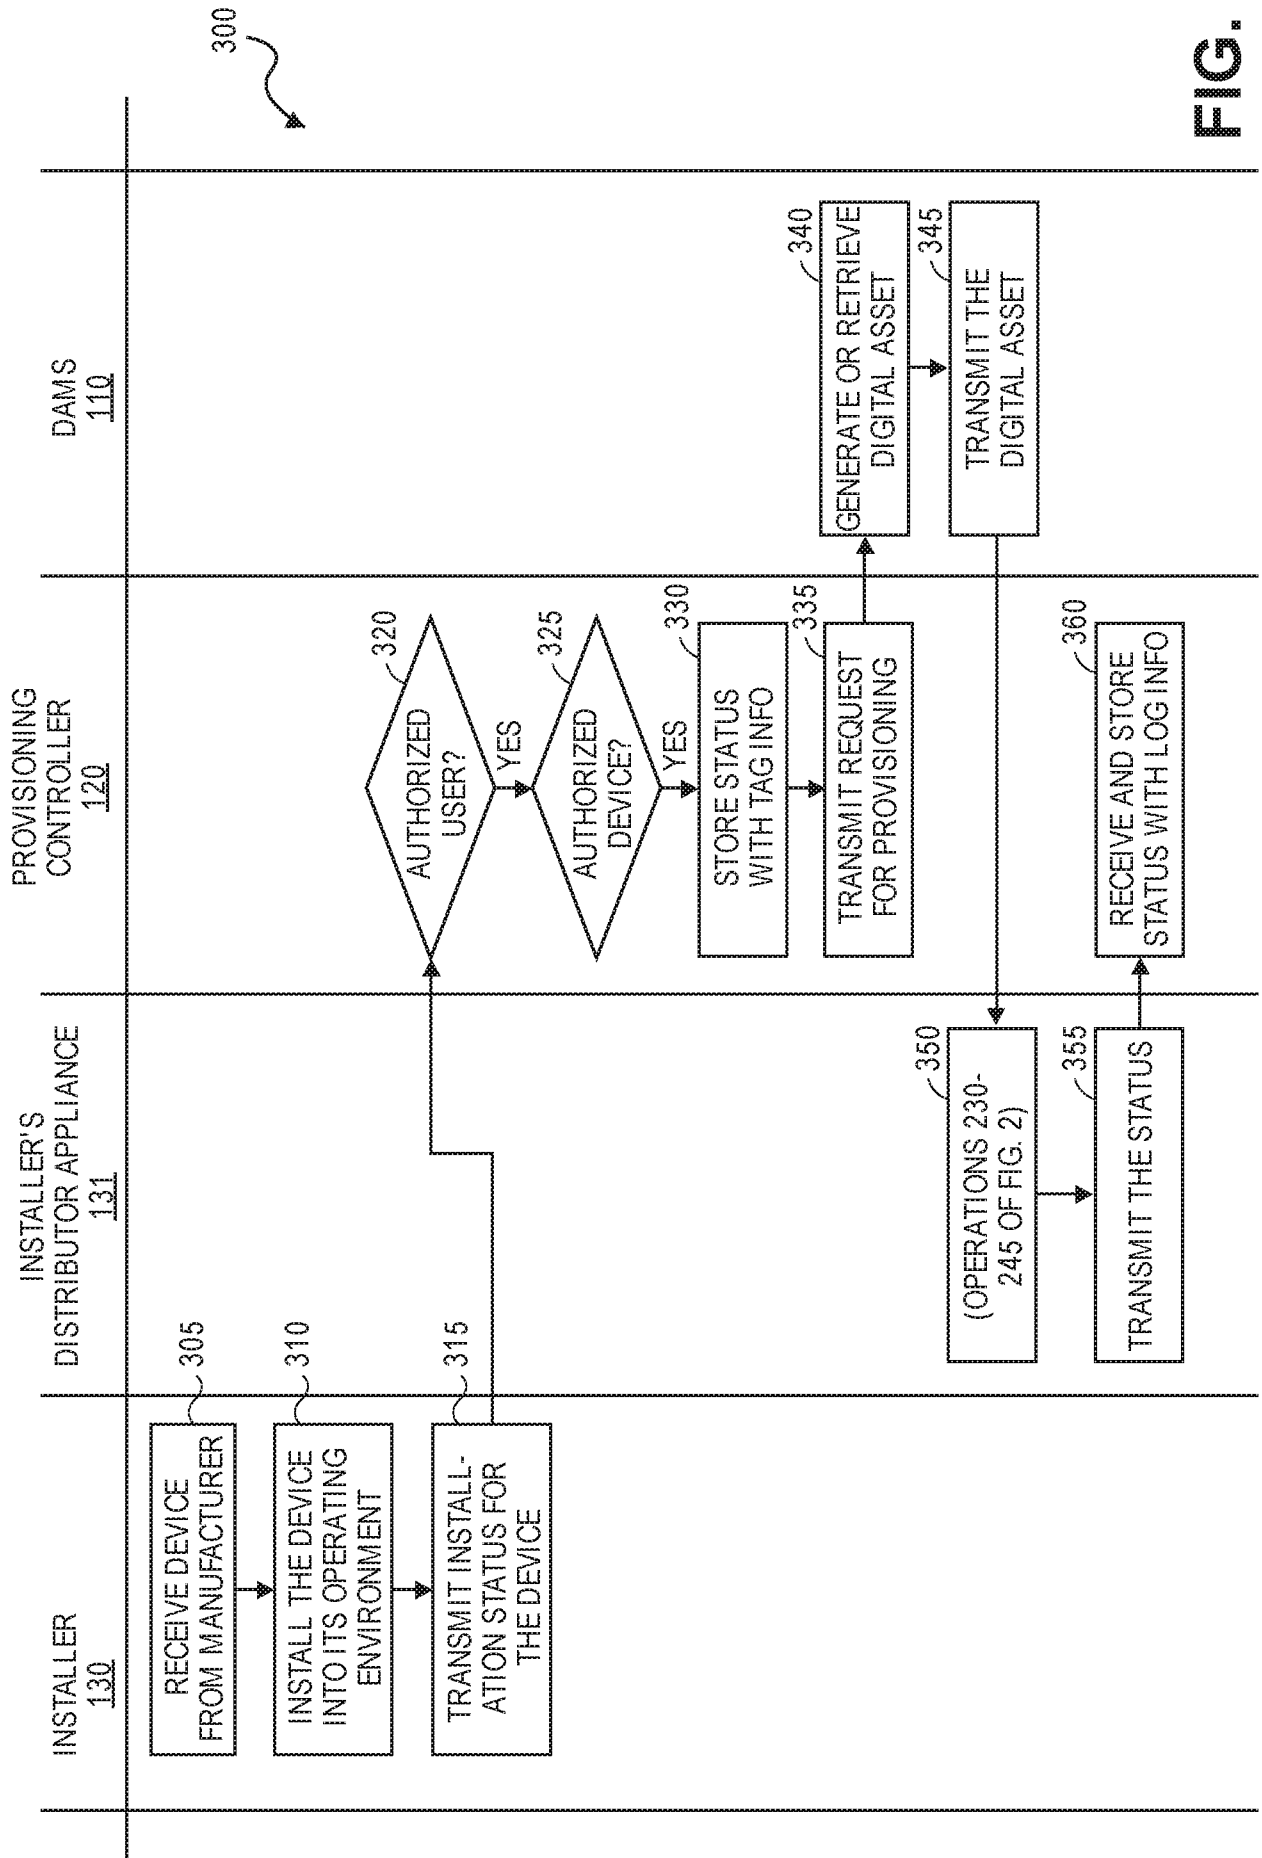 300
INSTALLER
130
INSTALLER'S
DISTRIBUTOR APPLIANCE
131
PROVISIONING
CONTROLLER
120
DAMS
110
305
RECEIVE DEVICE
FROM MANUFACTURER
310
INSTALL THE DEVICE
INTO ITS OPERATING
ENVIRONMENT
315
TRANSMIT INSTALL-
ATION STATUS FOR
THE DEVICE
320
AUTHORIZED
USER?
YES
325
AUTHORIZED
DEVICE?
YES
330
STORE STATUS
WITH TAG INFO
335
TRANSMIT REQUEST
FOR PROVISIONING
340
GENERATE OR RETRIEVE
DIGITAL ASSET
345
TRANSMIT THE
DIGITAL ASSET
350
(OPERATIONS 230-
245 OF FIG. 2)
355
TRANSMIT THE STATUS
360
RECEIVE AND STORE
STATUS WITH LOG INFO
FIG.